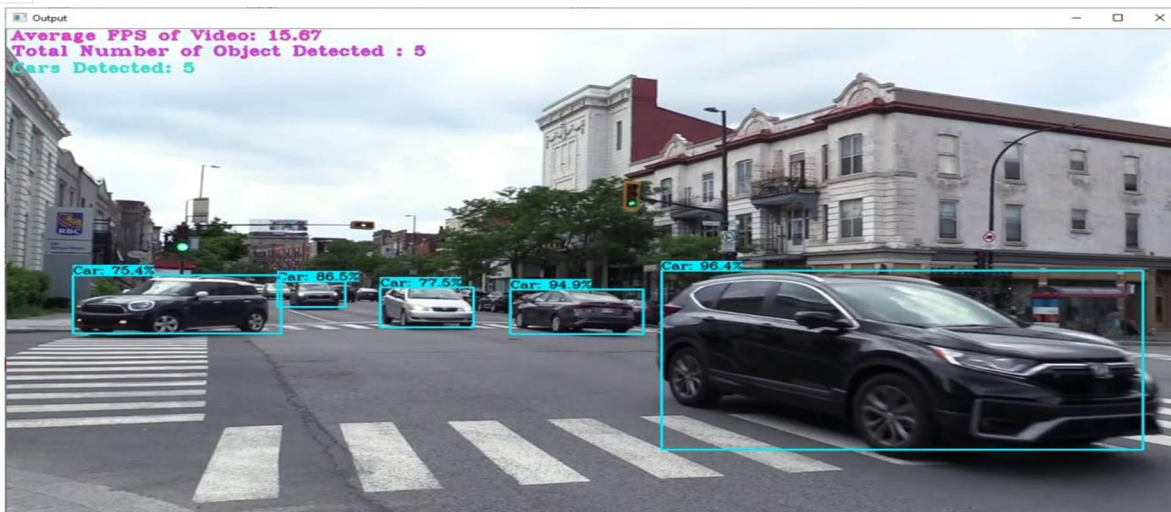 Output
Average FPS of Video: 15.67
Total Number of Object Detected : 5
Cars Detected: 5
RBC
Car: 75.4%
Car: 86.5%
Car: 77.5%
Car: 94.9%
Car: 96.4%